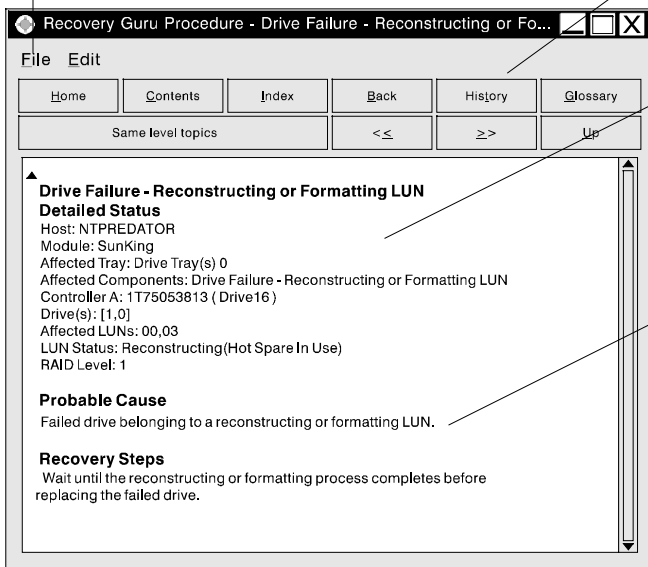 Recovery Guru Procedure - Drive Failure - Reconstructing or Fo...
File Edit
Home Contents Index Back History Glossary
Same level topics << >> Up
Drive Failure - Reconstructing or Formatting LUN
Detailed Status
Host: NTPREDATOR
Module: SunKing
Affected Tray: Drive Tray(s) 0
Affected Components: Drive Failure - Reconstructing or Formatting LUN
Controller A: 1T75053813 ( Drive16 )
Drive(s): [1,0]
Affected LUNs: 00,03
LUN Status: Reconstructing(Hot Spare In Use)
RAID Level: 1
Probable Cause
Failed drive belonging to a reconstructing or formatting LUN.
Recovery Steps
Wait until the reconstructing or formatting process completes before
replacing the failed drive.